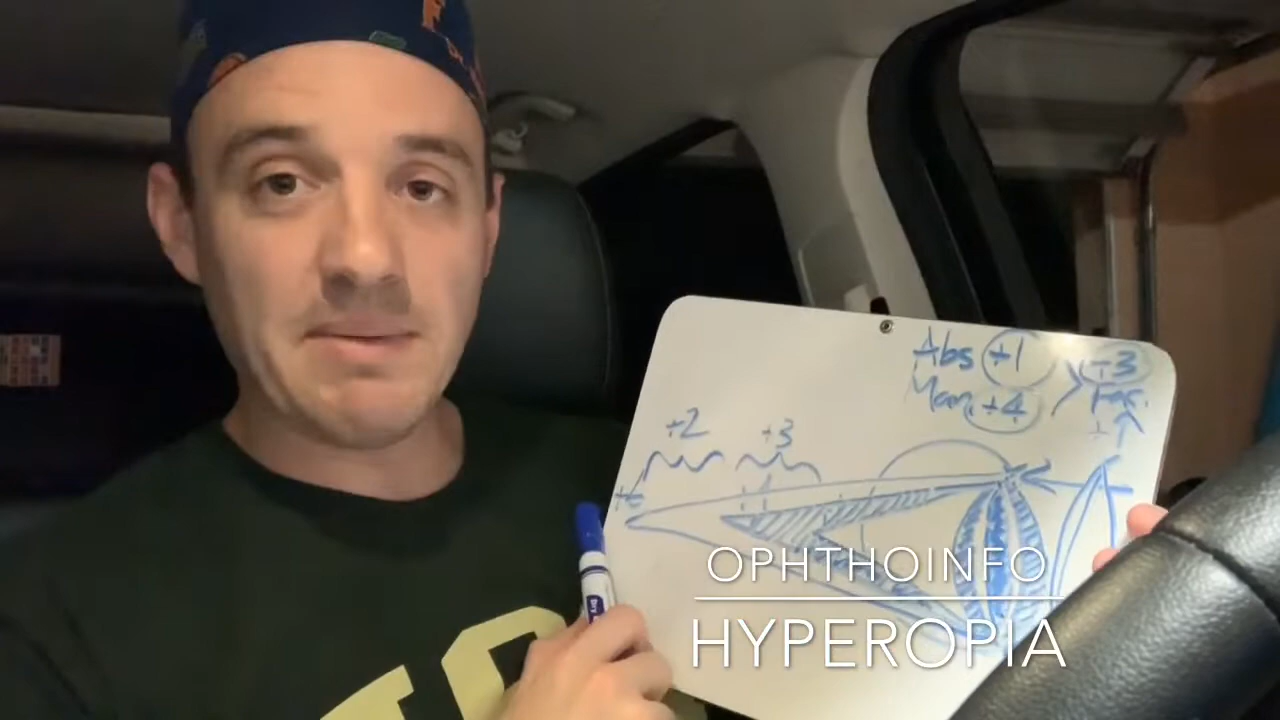 Abs +1
+3
Man. +4
Fac.
+2
+3
OPHTHOINFO
HYPEROPIA